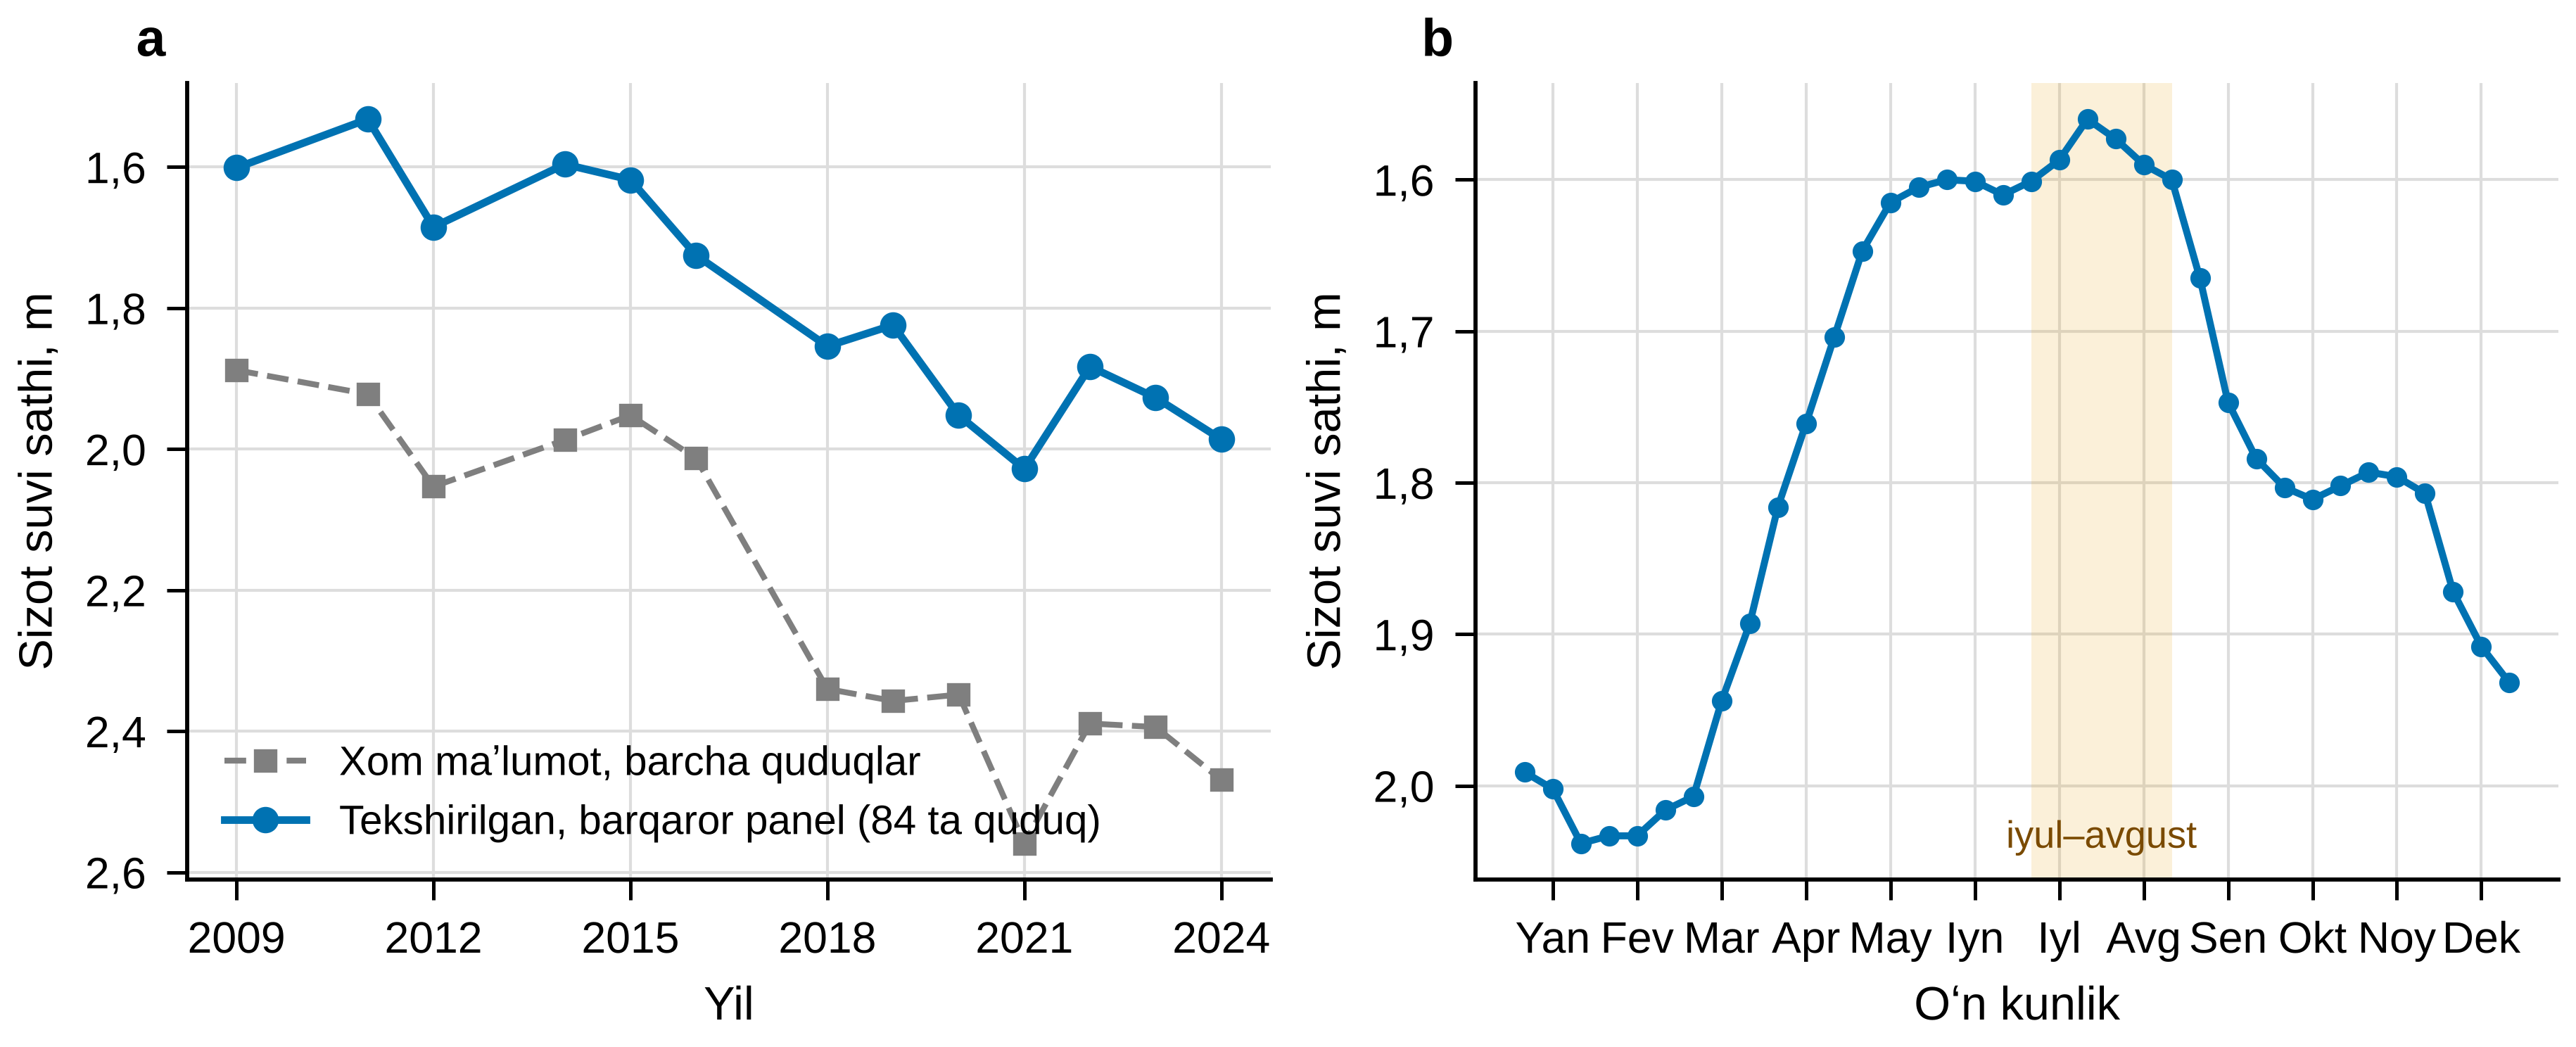 a
Sizot suvi sathi, m
1,6
1,8
2,0
2,2
2,4
2,6
Xom maʼlumot, barcha quduqlar
Tekshirilgan, barqaror panel (84 ta quduq)
2009 2012 2015 2018 2021 2024
Yil
b
Sizot suvi sathi, m
1,6
1,7
1,8
1,9
2,0
iyul–avgust
Yan Fev Mar Apr May Iyn Iyl Avg Sen Okt Noy Dek
Oʻn kunlik